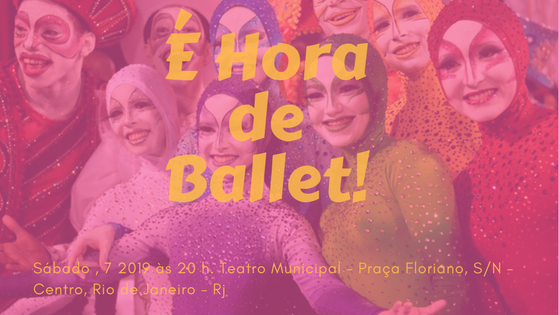 É Hora
de
Ballet!
Sábado , 7 2019 às 20 h. Teatro Municipal - Praça Floriano, S/N -
Centro, Rio de Janeiro - Rj